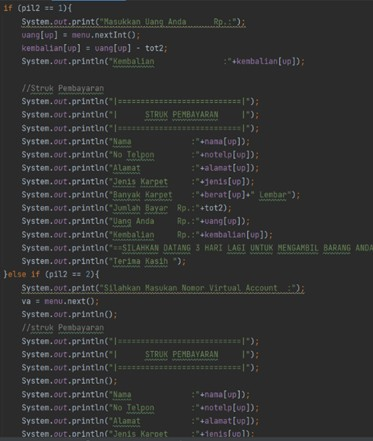 if (pil2 == 1){
System.out.print("Masukkan Uang Anda      Rp.:");
uang[up] = menu.nextInt();
kembalian[up] = uang[up] - tot2;
System.out.println("Kembalian              :"+kembalian[up]);
//Struk Pembayaran
System.out.println("|===========================|");
System.out.println("|      STRUK PEMBAYARAN     |");
System.out.println("|===========================|");
System.out.println("Nama             :"+nama[up]);
System.out.println("No Telpon        :"+notelp[up]);
System.out.println("Alamat           :"+alamat[up]);
System.out.println("Jenis Karpet     :"+jenis[up]);
System.out.println("Banyak Karpet    :"+berat[up]+" Lembar");
System.out.println("Jumlah Bayar  Rp.:"+tot2);
System.out.println("Uang Anda     Rp.:"+uang[up]);
System.out.println("Kembalian     Rp.:"+kembalian[up]);
System.out.println("==SILAHKAN DATANG 3 HARI LAGI UNTUK MENGAMBIL BARANG ANDA
System.out.println("Terima Kasih ");
}else if (pil2 == 2){
System.out.print("Silahkan Masukan Nomor Virtual Account  :");
va = menu.next();
System.out.println();
//struk Pembayaran
System.out.println("|===========================|");
System.out.println("|      STRUK PEMBAYARAN     |");
System.out.println("|===========================|");
System.out.println();
System.out.println("Nama             :"+nama[up]);
System.out.println("No Telpon        :"+notelp[up]);
System.out.println("Alamat           :"+alamat[up]);
System.out.println("Jenis Karpet     :"+jenis[up]);